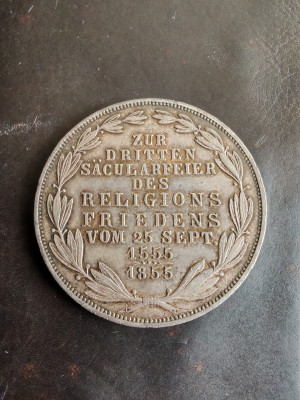 ZUR
DRITTEN
SÄCULARFEIER
DES
RELIGIONS
FRIEDENS
VOM 25 SEPT.
1555
1855